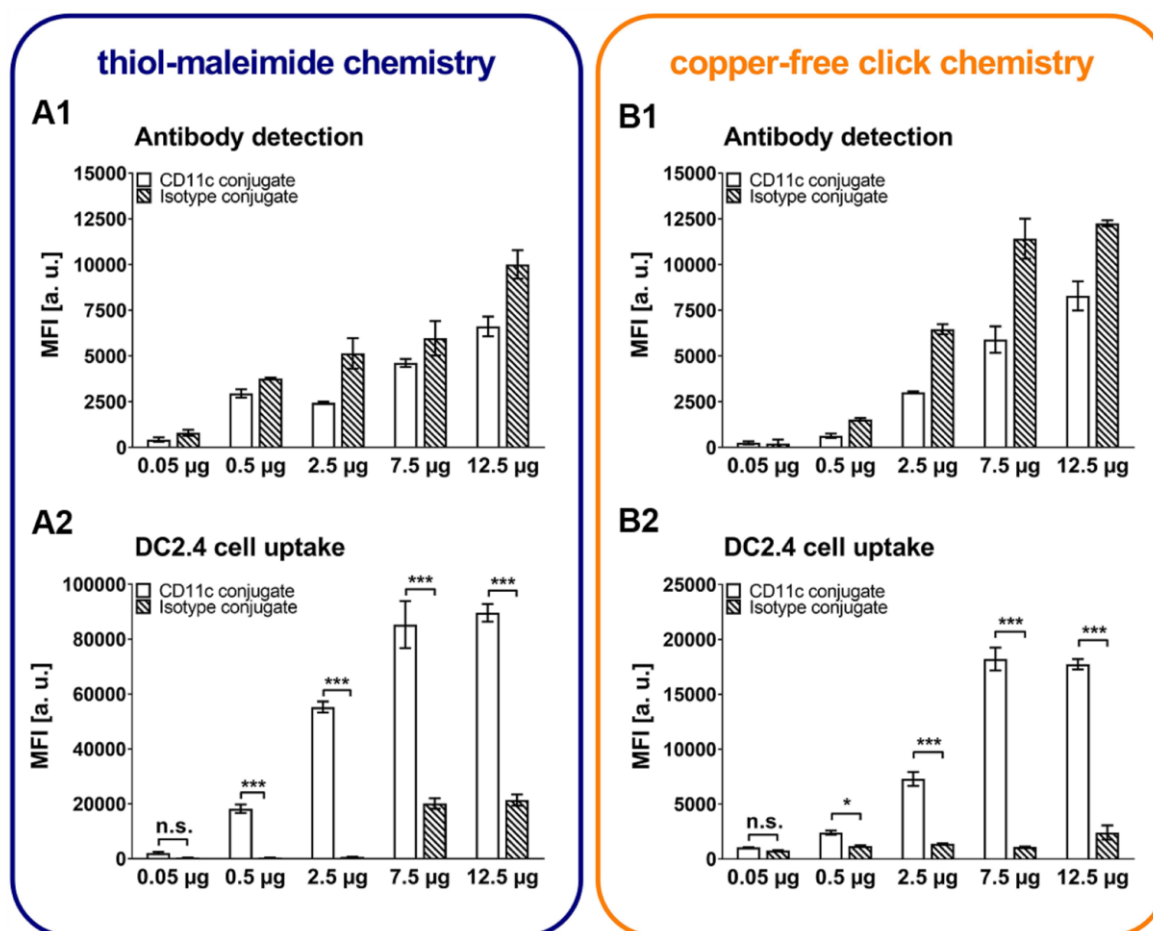 thiol-maleimide chemistry
A1
Antibody detection
15000
12500
10000
7500
5000
2500
0
MFI [a. u.]
CD11c conjugate
Isotype conjugate
0.05 µg 0.5 µg 2.5 µg 7.5 µg 12.5 µg
A2
DC2.4 cell uptake
100000
80000
60000
40000
20000
0
MFI [a. u.]
CD11c conjugate
Isotype conjugate
n.s. *** *** *** ***
0.05 µg 0.5 µg 2.5 µg 7.5 µg 12.5 µg
copper-free click chemistry
B1
Antibody detection
15000
12500
10000
7500
5000
2500
0
MFI [a. u.]
CD11c conjugate
Isotype conjugate
0.05 µg 0.5 µg 2.5 µg 7.5 µg 12.5 µg
B2
DC2.4 cell uptake
25000
20000
15000
10000
5000
0
MFI [a. u.]
CD11c conjugate
Isotype conjugate
n.s. * *** *** ***
0.05 µg 0.5 µg 2.5 µg 7.5 µg 12.5 µg